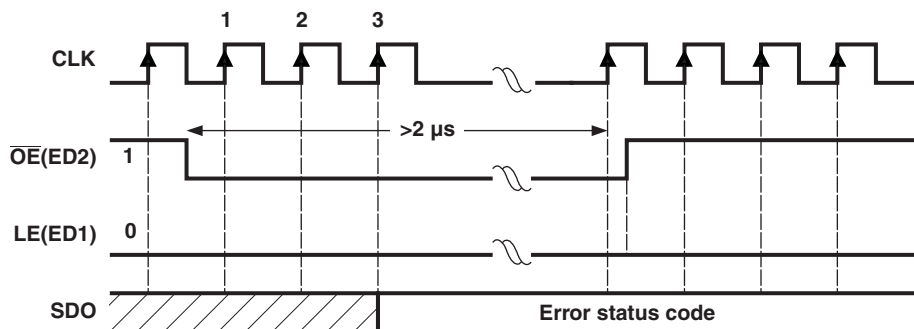 1 2 3
CLK
>2 µs
OE(ED2) 1
LE(ED1) 0
SDO Error status code